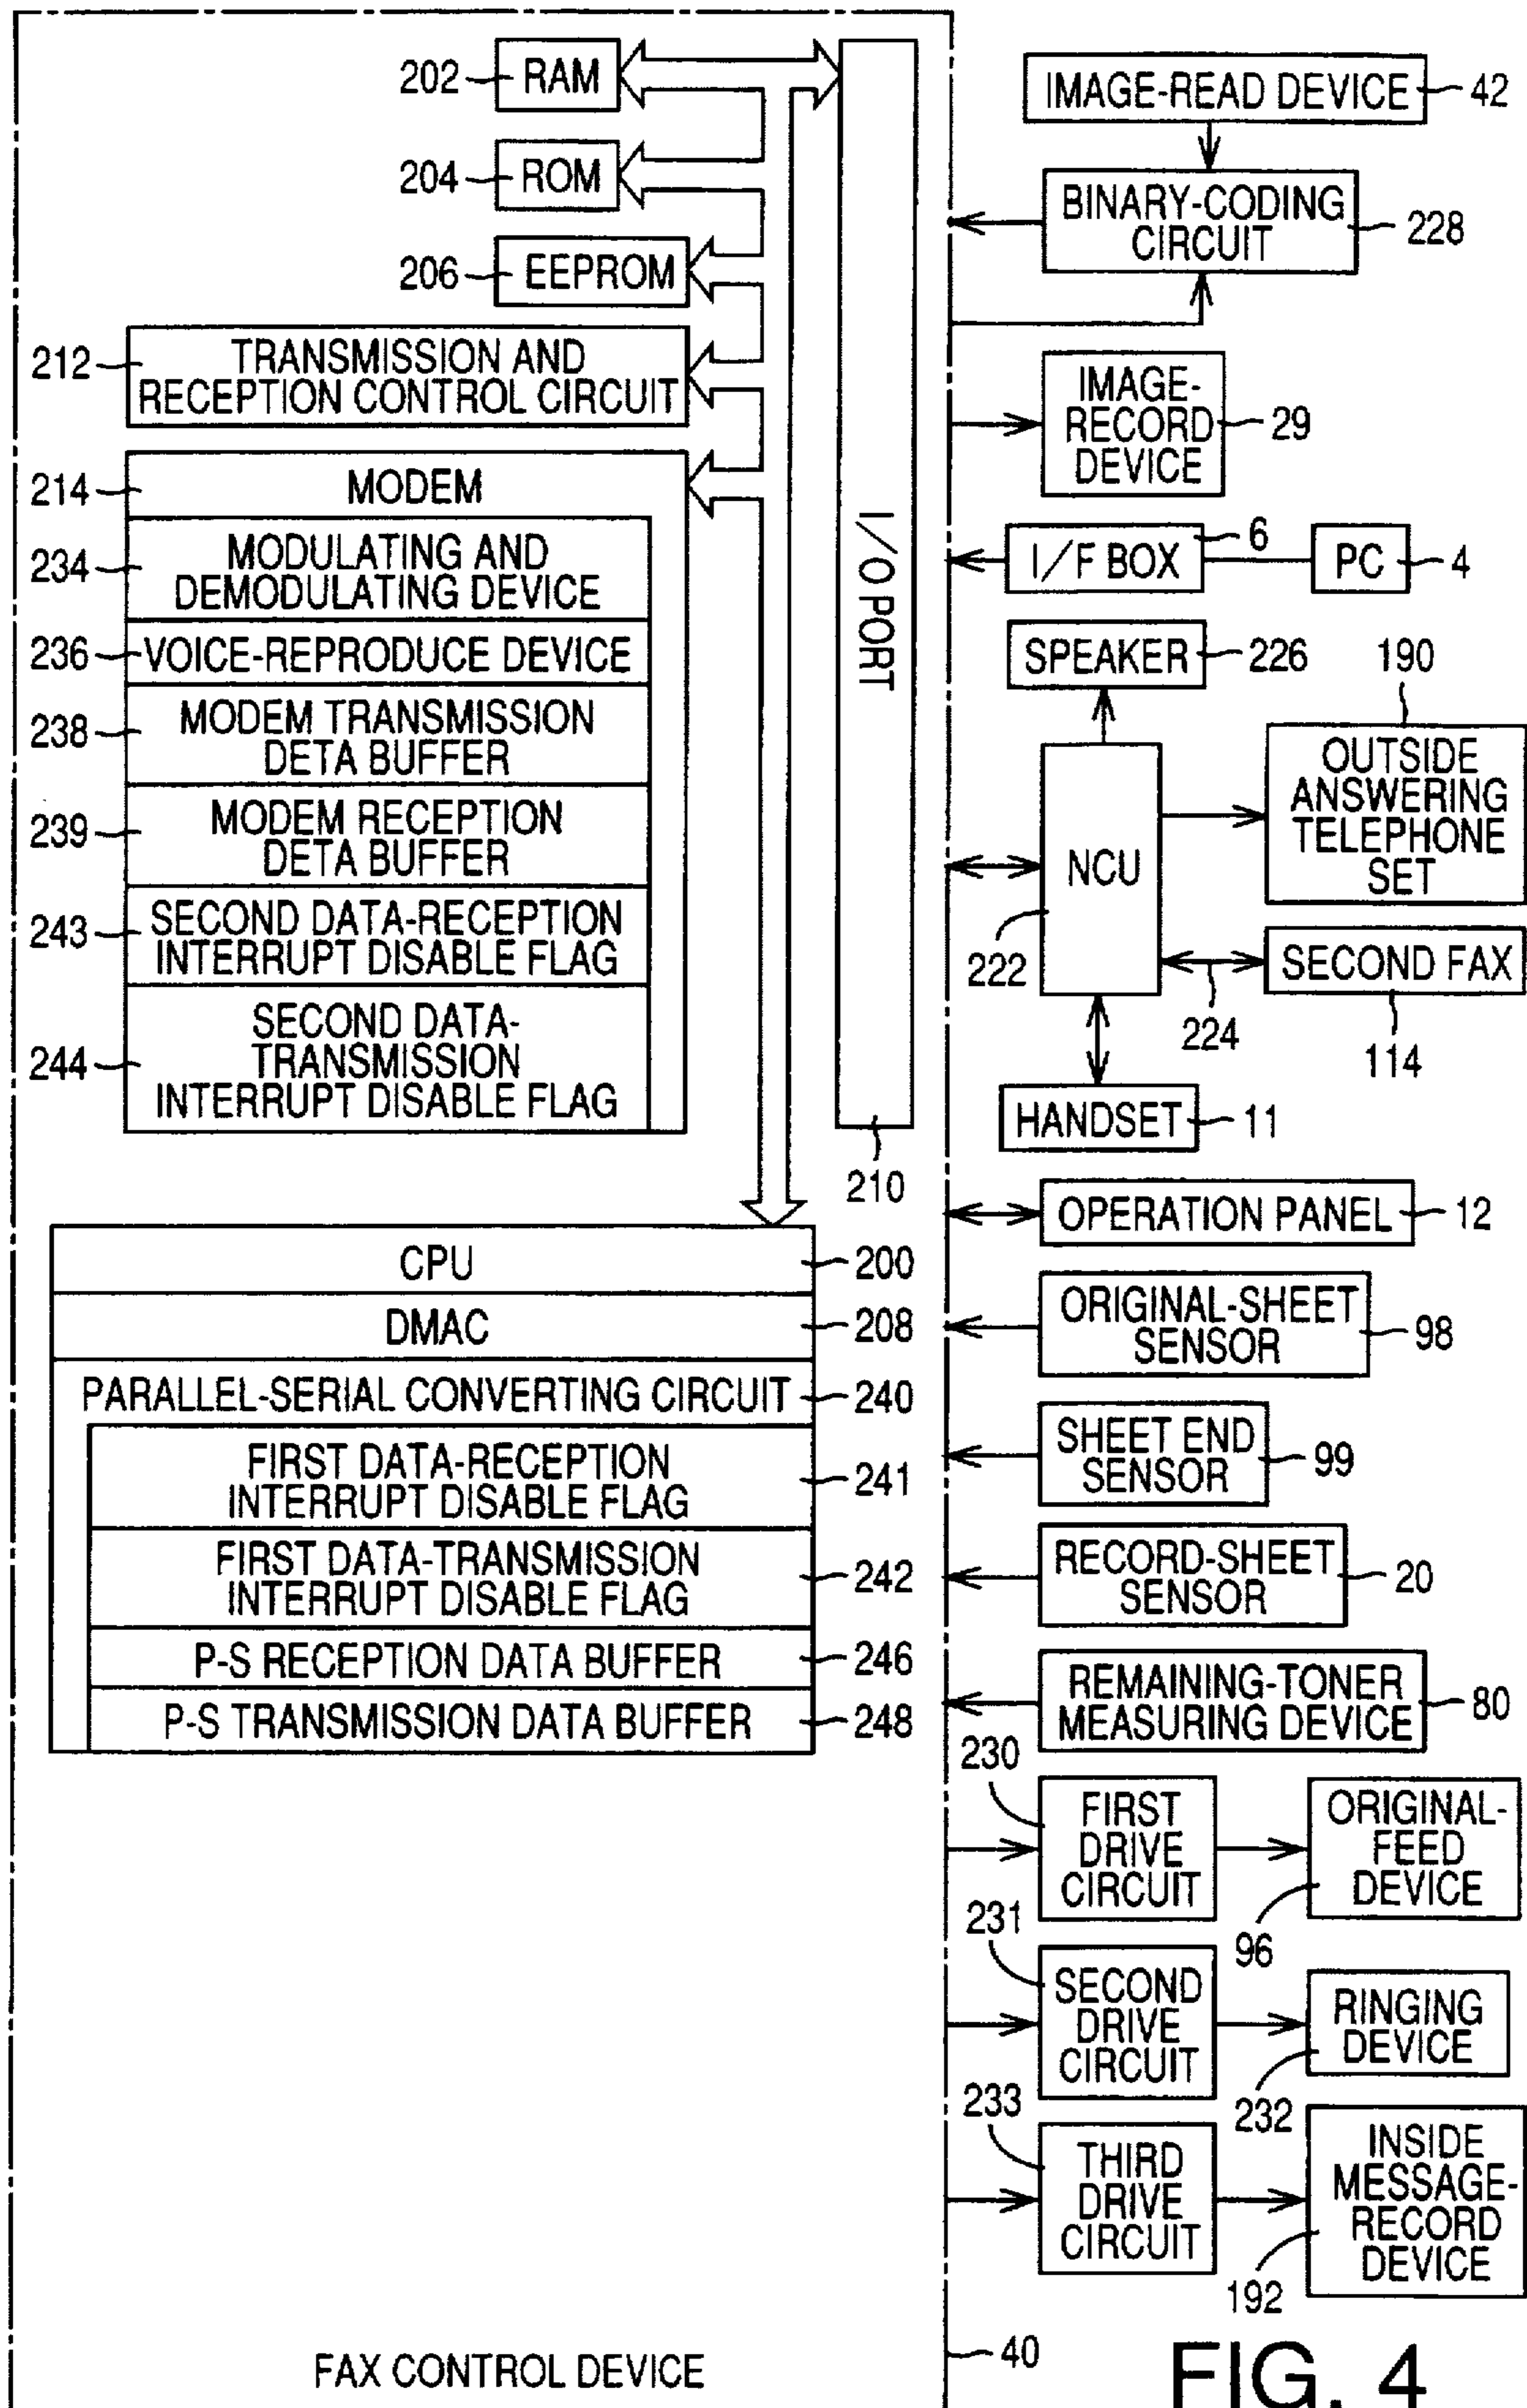 202
RAM
204
ROM
206
EEPROM
212
TRANSMISSION AND
RECEPTION CONTROL CIRCUIT
214
MODEM
234
MODULATING AND
DEMODULATING DEVICE
236
VOICE-REPRODUCE DEVICE
238
MODEM TRANSMISSION
DETA BUFFER
239
MODEM RECEPTION
DETA BUFFER
243
SECOND DATA-RECEPTION
INTERRUPT DISABLE FLAG
244
SECOND DATA-
TRANSMISSION
INTERRUPT DISABLE FLAG
I/O PORT
210
CPU
200
DMAC
208
PARALLEL-SERIAL CONVERTING CIRCUIT
240
FIRST DATA-RECEPTION
INTERRUPT DISABLE FLAG
241
FIRST DATA-TRANSMISSION
INTERRUPT DISABLE FLAG
242
P-S RECEPTION DATA BUFFER
246
P-S TRANSMISSION DATA BUFFER
248
FAX CONTROL DEVICE
40
IMAGE-READ DEVICE
42
BINARY-CODING
CIRCUIT
228
IMAGE-
RECORD
DEVICE
29
I/F BOX
6
PC
4
SPEAKER
226
190
OUTSIDE
ANSWERING
TELEPHONE
SET
NCU
222
224
SECOND FAX
114
HANDSET
11
OPERATION PANEL
12
ORIGINAL-SHEET
SENSOR
98
SHEET END
SENSOR
99
RECORD-SHEET
SENSOR
20
REMAINING-TONER
MEASURING DEVICE
80
230
FIRST
DRIVE
CIRCUIT
ORIGINAL-
FEED
DEVICE
96
231
SECOND
DRIVE
CIRCUIT
RINGING
DEVICE
232
233
THIRD
DRIVE
CIRCUIT
INSIDE
MESSAGE-
RECORD
DEVICE
192
FIG. 4